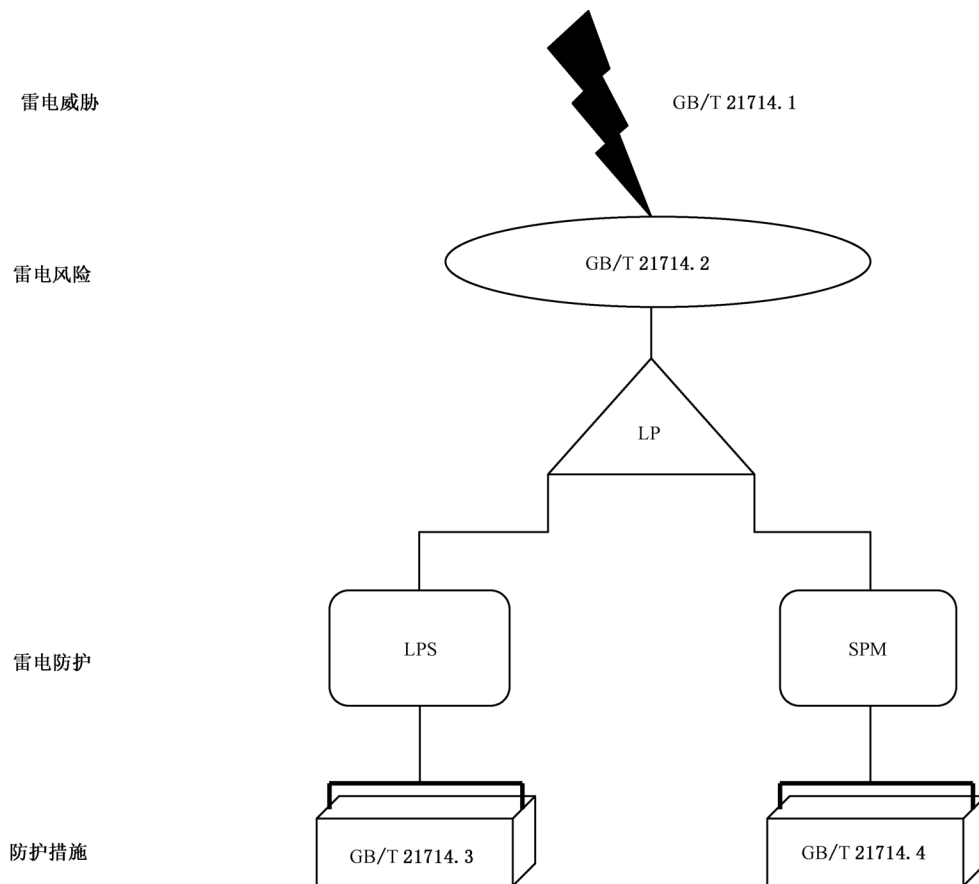 雷电威胁
GB/T 21714.1
雷电风险
GB/T 21714.2
LP
雷电防护
LPS
SPM
防护措施
GB/T 21714.3
GB/T 21714.4